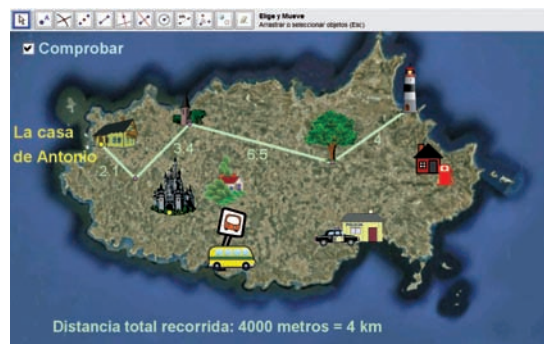 Elige y Mueve
Arrastrar o seleccionar objetos (Esc)
Comprobar
La casa
de Antonio
2.1
3.4
6.5
4
Distancia total recorrida: 4000 metros = 4 km